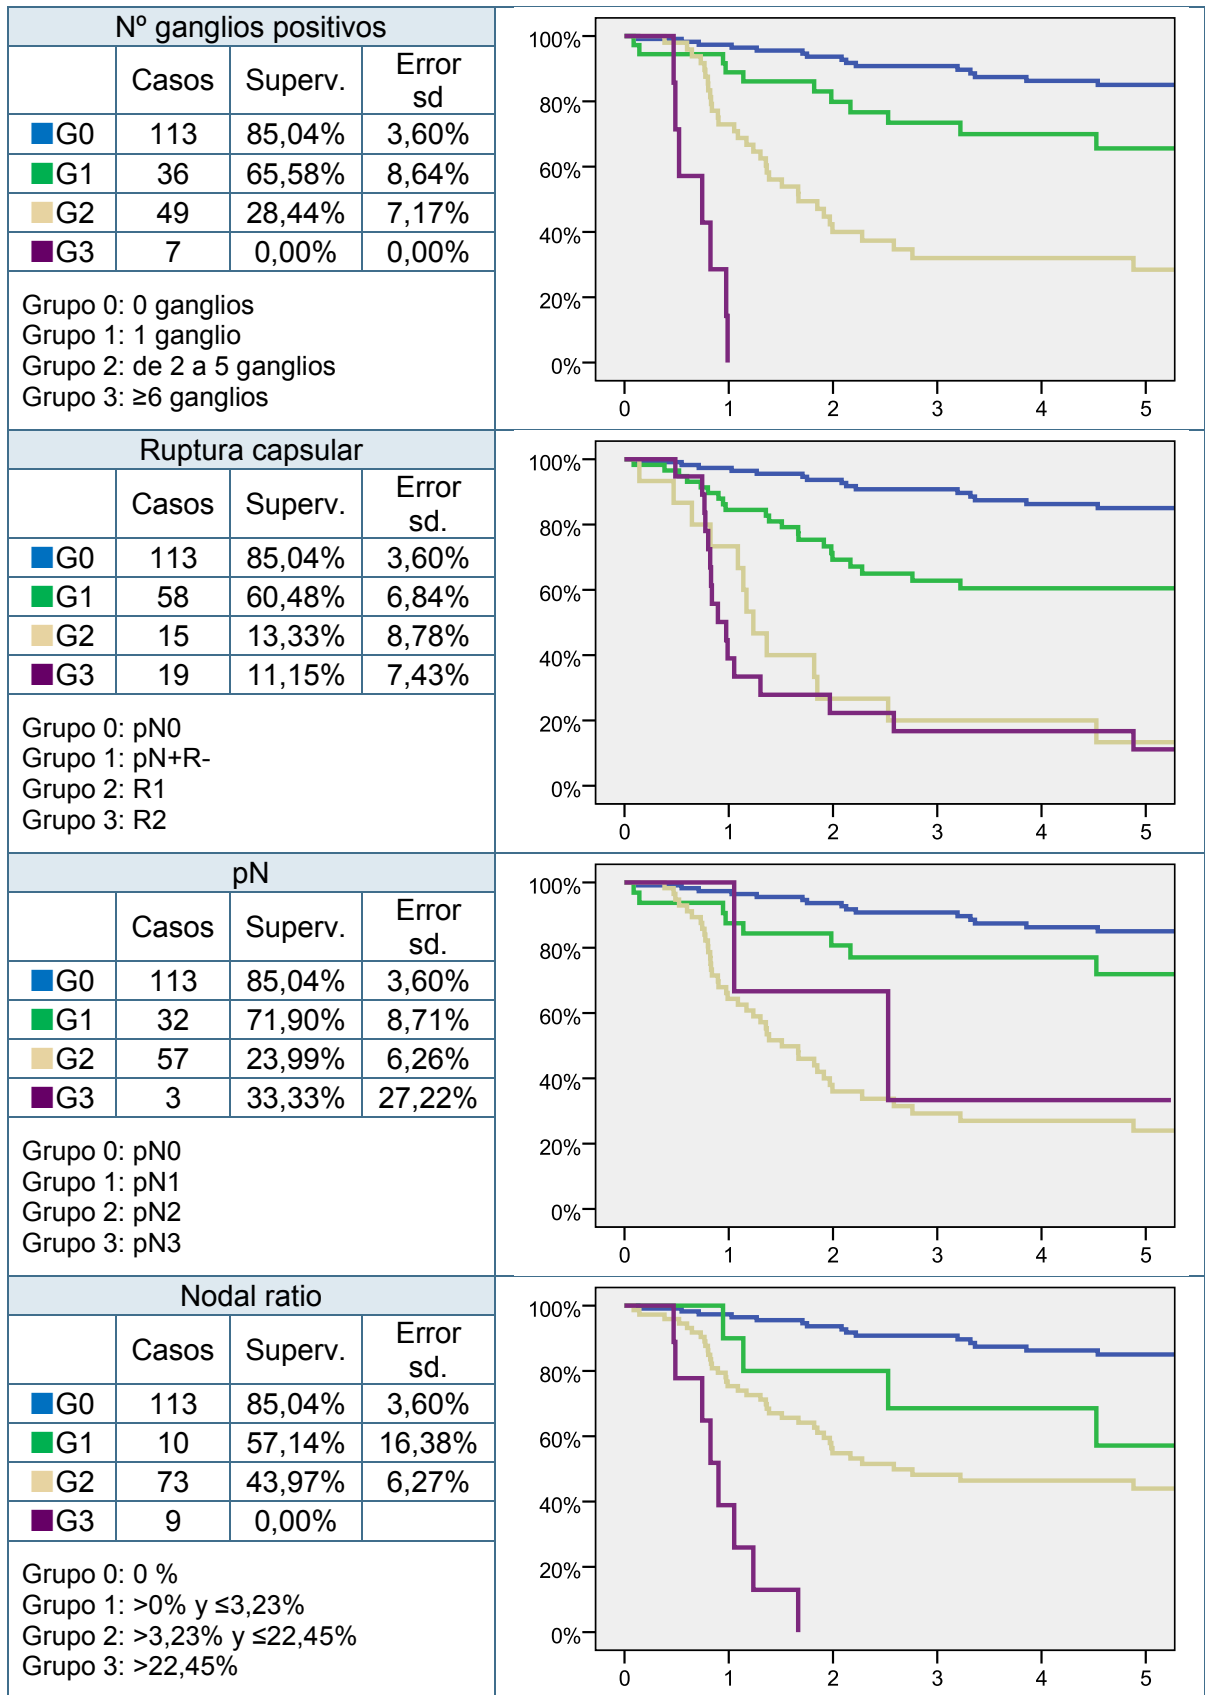 Nº ganglios positivos
Casos Superv. Error sd
G0 113 85,04% 3,60%
G1 36 65,58% 8,64%
G2 49 28,44% 7,17%
G3 7 0,00% 0,00%
Grupo 0: 0 ganglios
Grupo 1: 1 ganglio
Grupo 2: de 2 a 5 ganglios
Grupo 3: ≥6 ganglios
100%
80%
60%
40%
20%
0%
0 1 2 3 4 5
Ruptura capsular
Casos Superv. Error sd.
G0 113 85,04% 3,60%
G1 58 60,48% 6,84%
G2 15 13,33% 8,78%
G3 19 11,15% 7,43%
Grupo 0: pN0
Grupo 1: pN+R-
Grupo 2: R1
Grupo 3: R2
100%
80%
60%
40%
20%
0%
0 1 2 3 4 5
pN
Casos Superv. Error sd.
G0 113 85,04% 3,60%
G1 32 71,90% 8,71%
G2 57 23,99% 6,26%
G3 3 33,33% 27,22%
Grupo 0: pN0
Grupo 1: pN1
Grupo 2: pN2
Grupo 3: pN3
100%
80%
60%
40%
20%
0%
0 1 2 3 4 5
Nodal ratio
Casos Superv. Error sd.
G0 113 85,04% 3,60%
G1 10 57,14% 16,38%
G2 73 43,97% 6,27%
G3 9 0,00%
Grupo 0: 0 %
Grupo 1: >0% y ≤3,23%
Grupo 2: >3,23% y ≤22,45%
Grupo 3: >22,45%
100%
80%
60%
40%
20%
0%
0 1 2 3 4 5